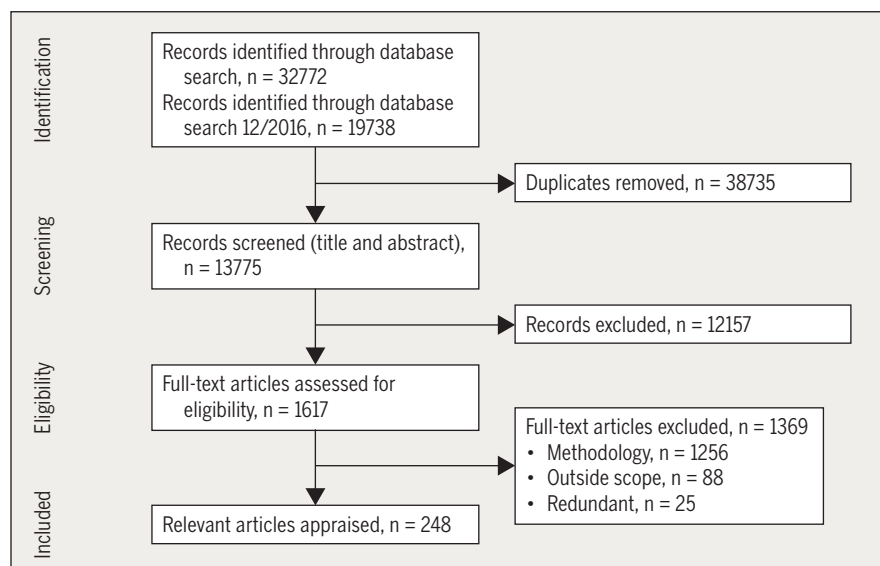 Identification
Records identified through database
search, n = 32772
Records identified through database
search 12/2016, n = 19738
Duplicates removed, n = 38735
Screening
Records screened (title and abstract),
n = 13775
Records excluded, n = 12157
Eligibility
Full-text articles assessed for
eligibility, n = 1617
Full-text articles excluded, n = 1369
• Methodology, n = 1256
• Outside scope, n = 88
• Redundant, n = 25
Included
Relevant articles appraised, n = 248